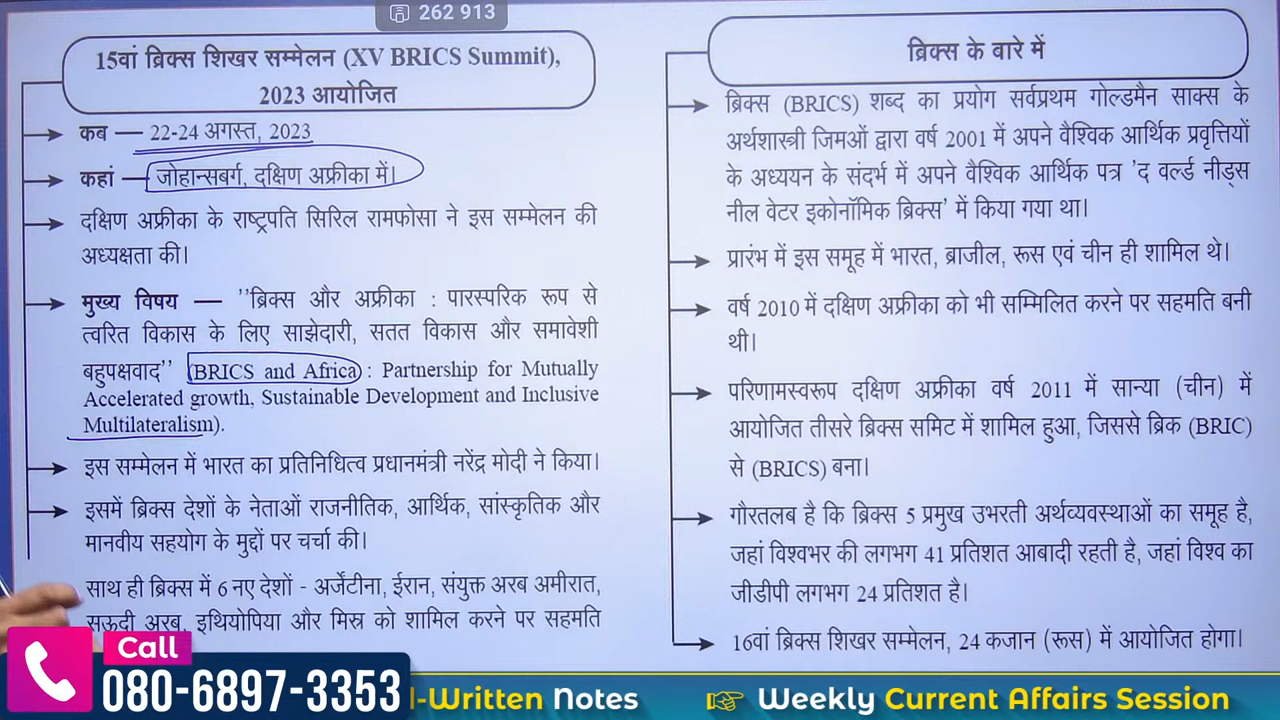 262 913
15वां ब्रिक्स शिखर सम्मेलन (XV BRICS Summit),
2023 आयोजित
कब — 22-24 अगस्त, 2023
कहां — जोहान्सबर्ग, दक्षिण अफ्रीका में।
दक्षिण अफ्रीका के राष्ट्रपति सिरिल रामफोसा ने इस सम्मेलन की
अध्यक्षता की।
मुख्य विषय — ''ब्रिक्स और अफ्रीका : पारस्परिक रूप से
त्वरित विकास के लिए साझेदारी, सतत विकास और समावेशी
बहुपक्षवाद'' (BRICS and Africa : Partnership for Mutually
Accelerated growth, Sustainable Development and Inclusive
Multilateralism).
इस सम्मेलन में भारत का प्रतिनिधित्व प्रधानमंत्री नरेंद्र मोदी ने किया।
इसमें ब्रिक्स देशों के नेताओं राजनीतिक, आर्थिक, सांस्कृतिक और
मानवीय सहयोग के मुद्दों पर चर्चा की।
साथ ही ब्रिक्स में 6 नए देशों - अर्जेंटीना, ईरान, संयुक्त अरब अमीरात,
सऊदी अरब, इथियोपिया और मिस्र को शामिल करने पर सहमति
ब्रिक्स के बारे में
ब्रिक्स (BRICS) शब्द का प्रयोग सर्वप्रथम गोल्डमैन साक्स के
अर्थशास्त्री जिमओं द्वारा वर्ष 2001 में अपने वैश्विक आर्थिक प्रवृत्तियों
के अध्ययन के संदर्भ में अपने वैश्विक आर्थिक पत्र 'द वर्ल्ड नीड्स
नील वेटर इकोनॉमिक ब्रिक्स' में किया गया था।
प्रारंभ में इस समूह में भारत, ब्राजील, रूस एवं चीन ही शामिल थे।
वर्ष 2010 में दक्षिण अफ्रीका को भी सम्मिलित करने पर सहमति बनी
थी।
परिणामस्वरूप दक्षिण अफ्रीका वर्ष 2011 में सान्या (चीन) में
आयोजित तीसरे ब्रिक्स समिट में शामिल हुआ, जिससे ब्रिक (BRIC)
से (BRICS) बना।
गौरतलब है कि ब्रिक्स 5 प्रमुख उभरती अर्थव्यवस्थाओं का समूह है,
जहां विश्वभर की लगभग 41 प्रतिशत आबादी रहती है, जहां विश्व का
जीडीपी लगभग 24 प्रतिशत है।
16वां ब्रिक्स शिखर सम्मेलन, 24 कजान (रूस) में आयोजित होगा।
Call
080-6897-3353
-Written Notes
Weekly Current Affairs Session